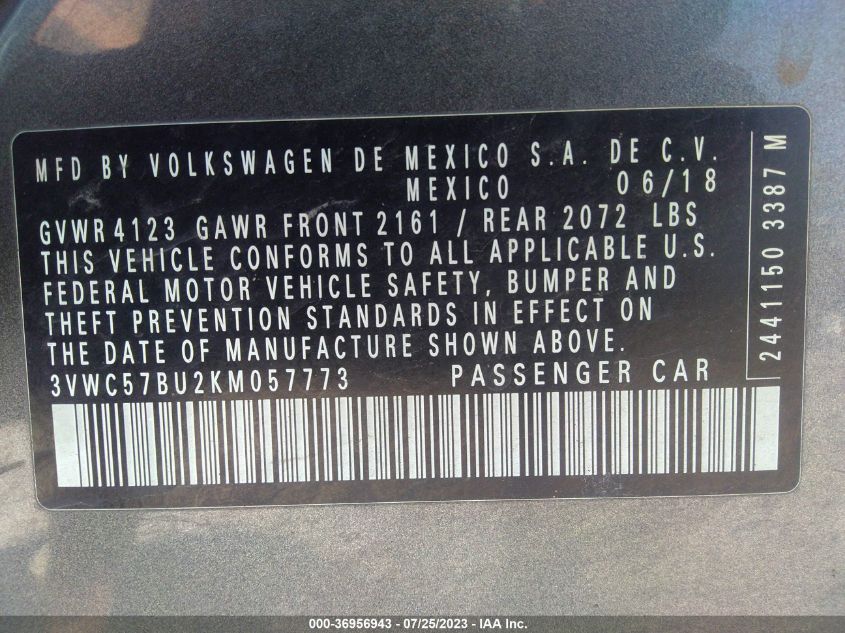 MFD BY VOLKSWAGEN DE MEXICO S.A. DE C.V.
MEXICO 06/18
GVWR 4123 GAWR FRONT 2161 / REAR 2072 LBS
THIS VEHICLE CONFORMS TO ALL APPLICABLE U.S.
FEDERAL MOTOR VEHICLE SAFETY, BUMPER AND
THEFT PREVENTION STANDARDS IN EFFECT ON
THE DATE OF MANUFACTURE SHOWN ABOVE.
3VWC57BU2KM057773 PASSENGER CAR
2441150 3387 M
000-36956943 - 07/25/2023 - IAA Inc.